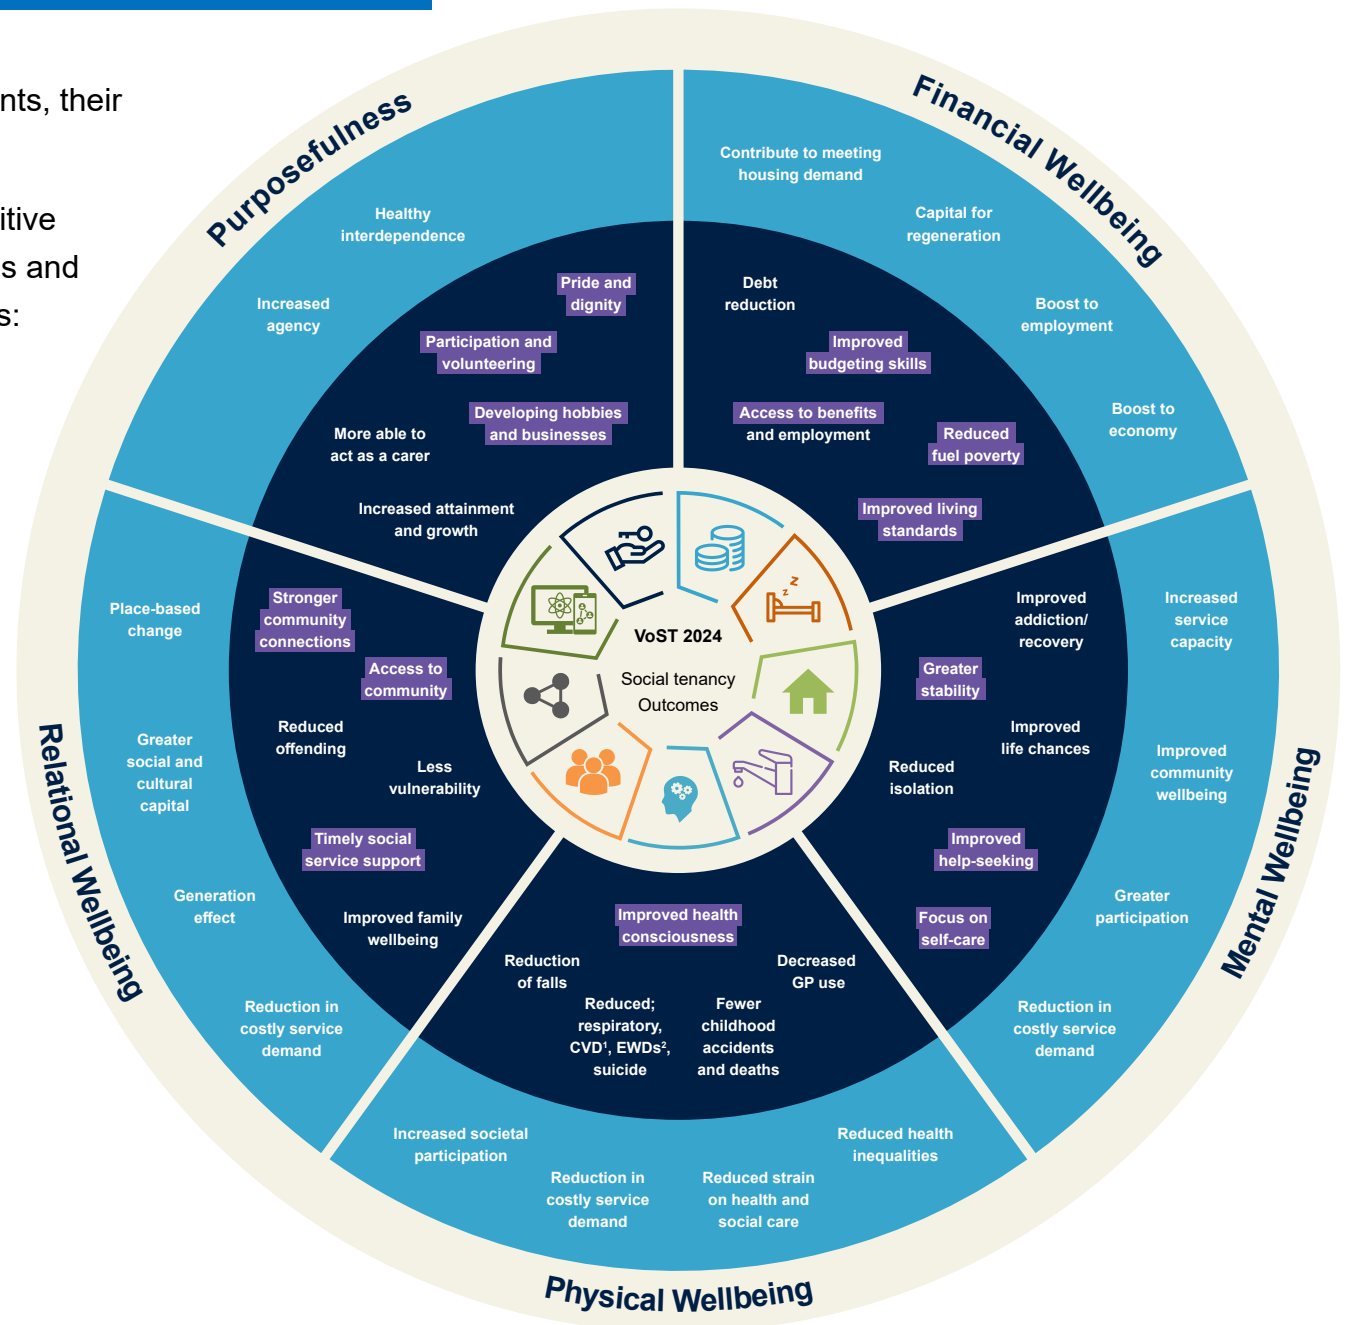 nts, their
itive
s and
s:
Purposefulness
Healthy
interdependence
Increased
agency
Pride and
dignity
Participation and
volunteering
Developing hobbies
and businesses
More able to
act as a carer
Increased attainment
and growth
Financial Wellbeing
Contribute to meeting
housing demand
Capital for
regeneration
Boost to
employment
Boost to
economy
Debt
reduction
Improved
budgeting skills
Access to benefits
and employment
Reduced
fuel poverty
Improved living
standards
Mental Wellbeing
Improved
addiction/
recovery
Greater
stability
Improved
life chances
Reduced
isolation
Improved
help-seeking
Focus on
self-care
Increased
service
capacity
Improved
community
wellbeing
Greater
participation
Reduction in
costly service
demand
Physical Wellbeing
Improved health
consciousness
Reduction
of falls
Decreased
GP use
Reduced;
respiratory,
CVD¹, EWDs²,
suicide
Fewer
childhood
accidents
and deaths
Increased societal
participation
Reduction in
costly service
demand
Reduced strain
on health and
social care
Reduced health
inequalities
Relational Wellbeing
Stronger
community
connections
Access to
community
Reduced
offending
Less
vulnerability
Timely social
service support
Improved family
wellbeing
Place-based
change
Greater
social and
cultural
capital
Generation
effect
Reduction in
costly service
demand
VoST 2024
Social tenancy
Outcomes
z
z